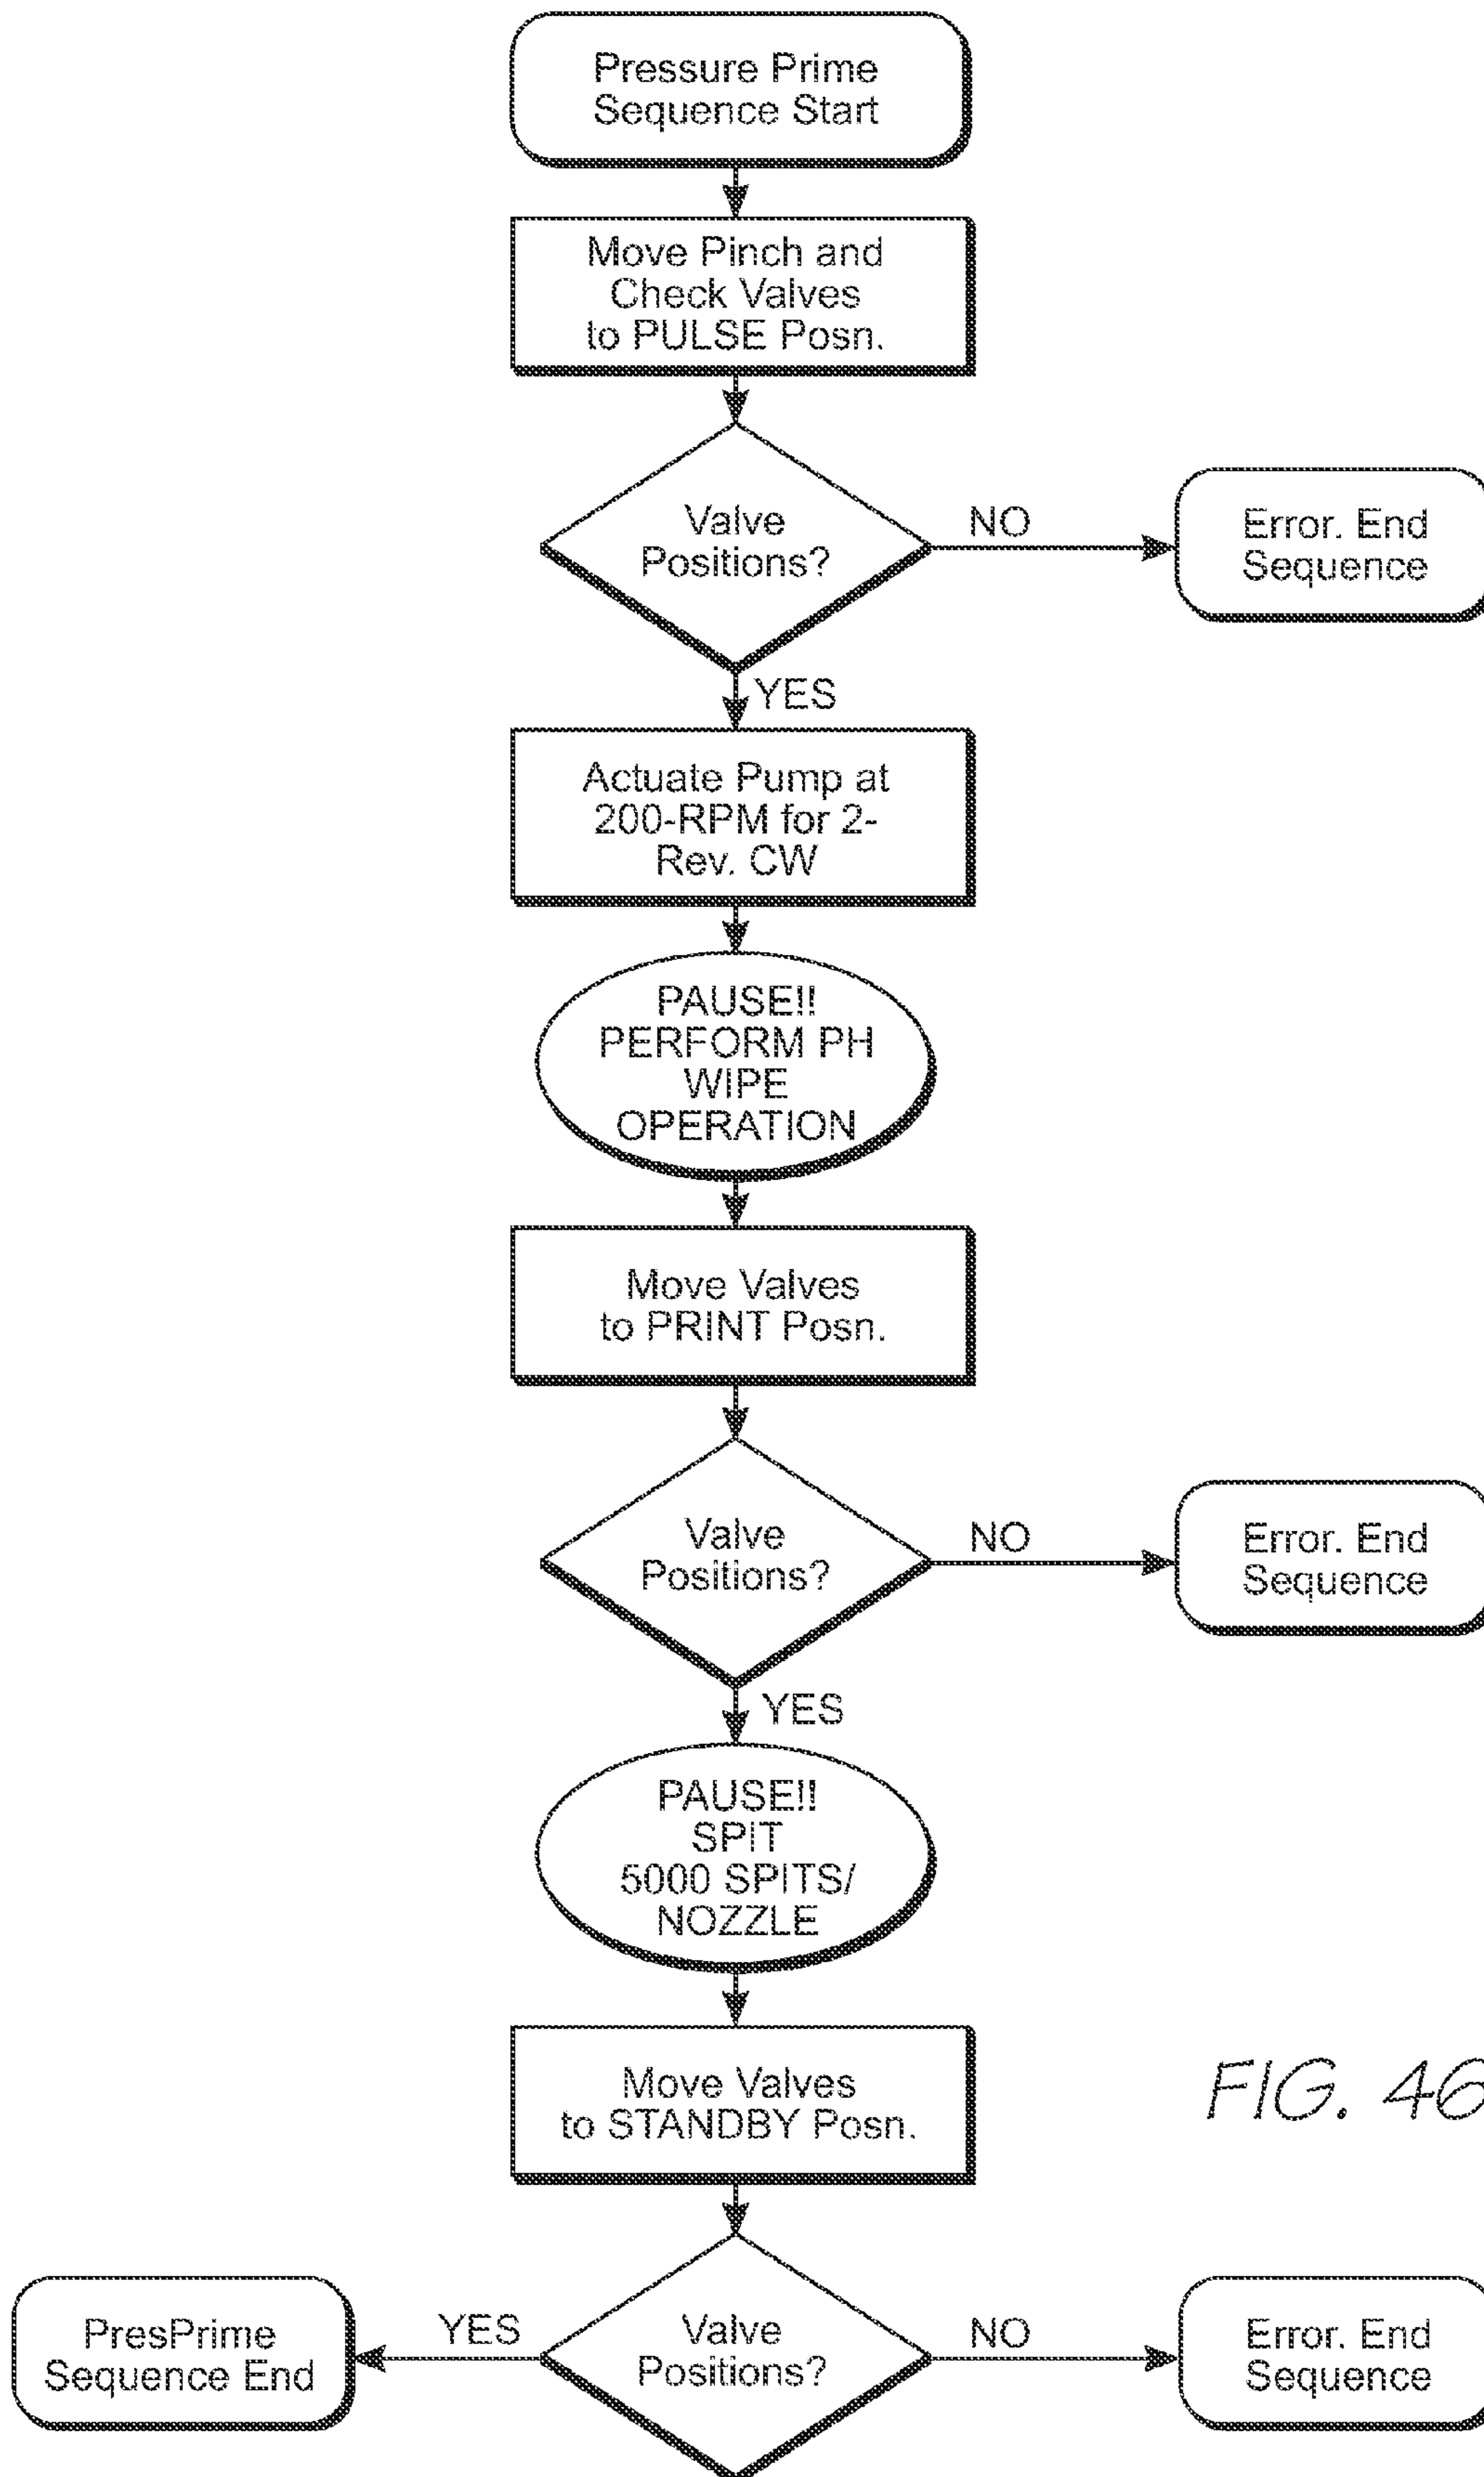 Pressure Prime
Sequence Start
Move Pinch and
Check Valves
to PULSE Posn.
Valve
Positions?
NO
Error. End
Sequence
YES
Actuate Pump at
200-RPM for 2-
Rev. CW
PAUSE!!
PERFORM PH
WIPE
OPERATION
Move Valves
to PRINT Posn.
Valve
Positions?
NO
Error. End
Sequence
YES
PAUSE!!
SPIT
5000 SPITS/
NOZZLE
Move Valves
to STANDBY Posn.
FIG. 46
Valve
Positions?
YES
PresPrime
Sequence End
NO
Error. End
Sequence